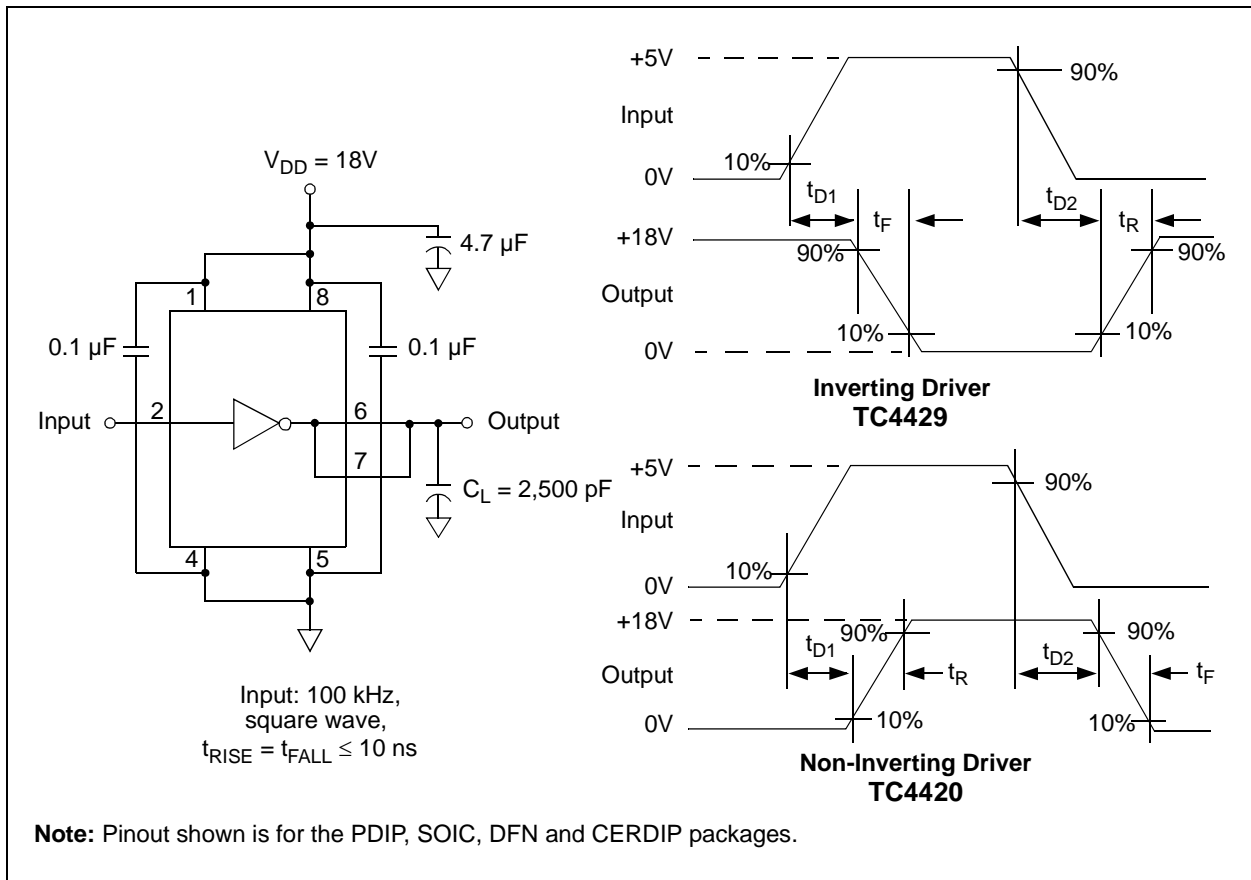 V_DD = 18V
4.7 µF
1
8
0.1 µF
0.1 µF
Input
2
6
Output
7
C_L = 2,500 pF
4
5
Input: 100 kHz,
square wave,
t_RISE = t_FALL ≤ 10 ns
+5V
90%
Input
10%
0V
t_D1
t_F
t_D2
t_R
+18V
90%
90%
Output
10%
10%
0V
Inverting Driver
TC4429
+5V
90%
Input
10%
0V
+18V
t_D1
90%
t_D2
90%
Output
t_R
t_F
0V
10%
10%
Non-Inverting Driver
TC4420
Note: Pinout shown is for the PDIP, SOIC, DFN and CERDIP packages.